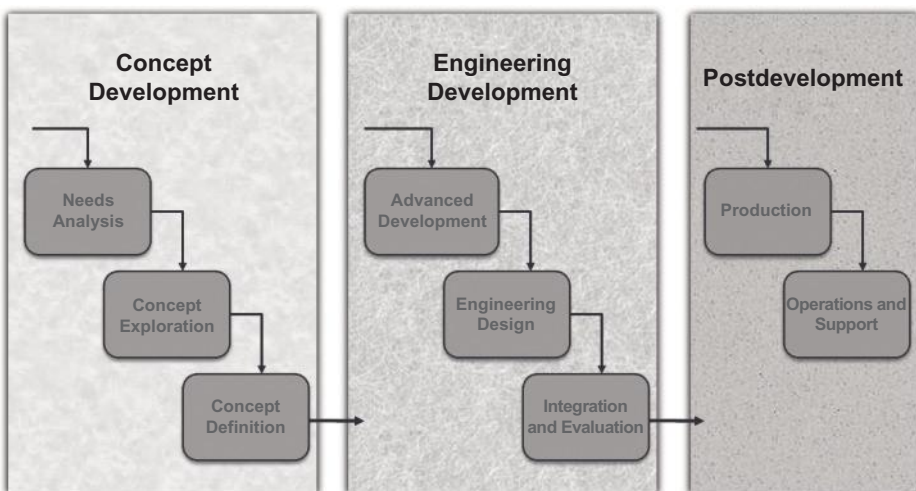 Concept
Development
Needs
Analysis
Concept
Exploration
Concept
Definition
Engineering
Development
Advanced
Development
Engineering
Design
Integration
and Evaluation
Postdevelopment
Production
Operations and
Support